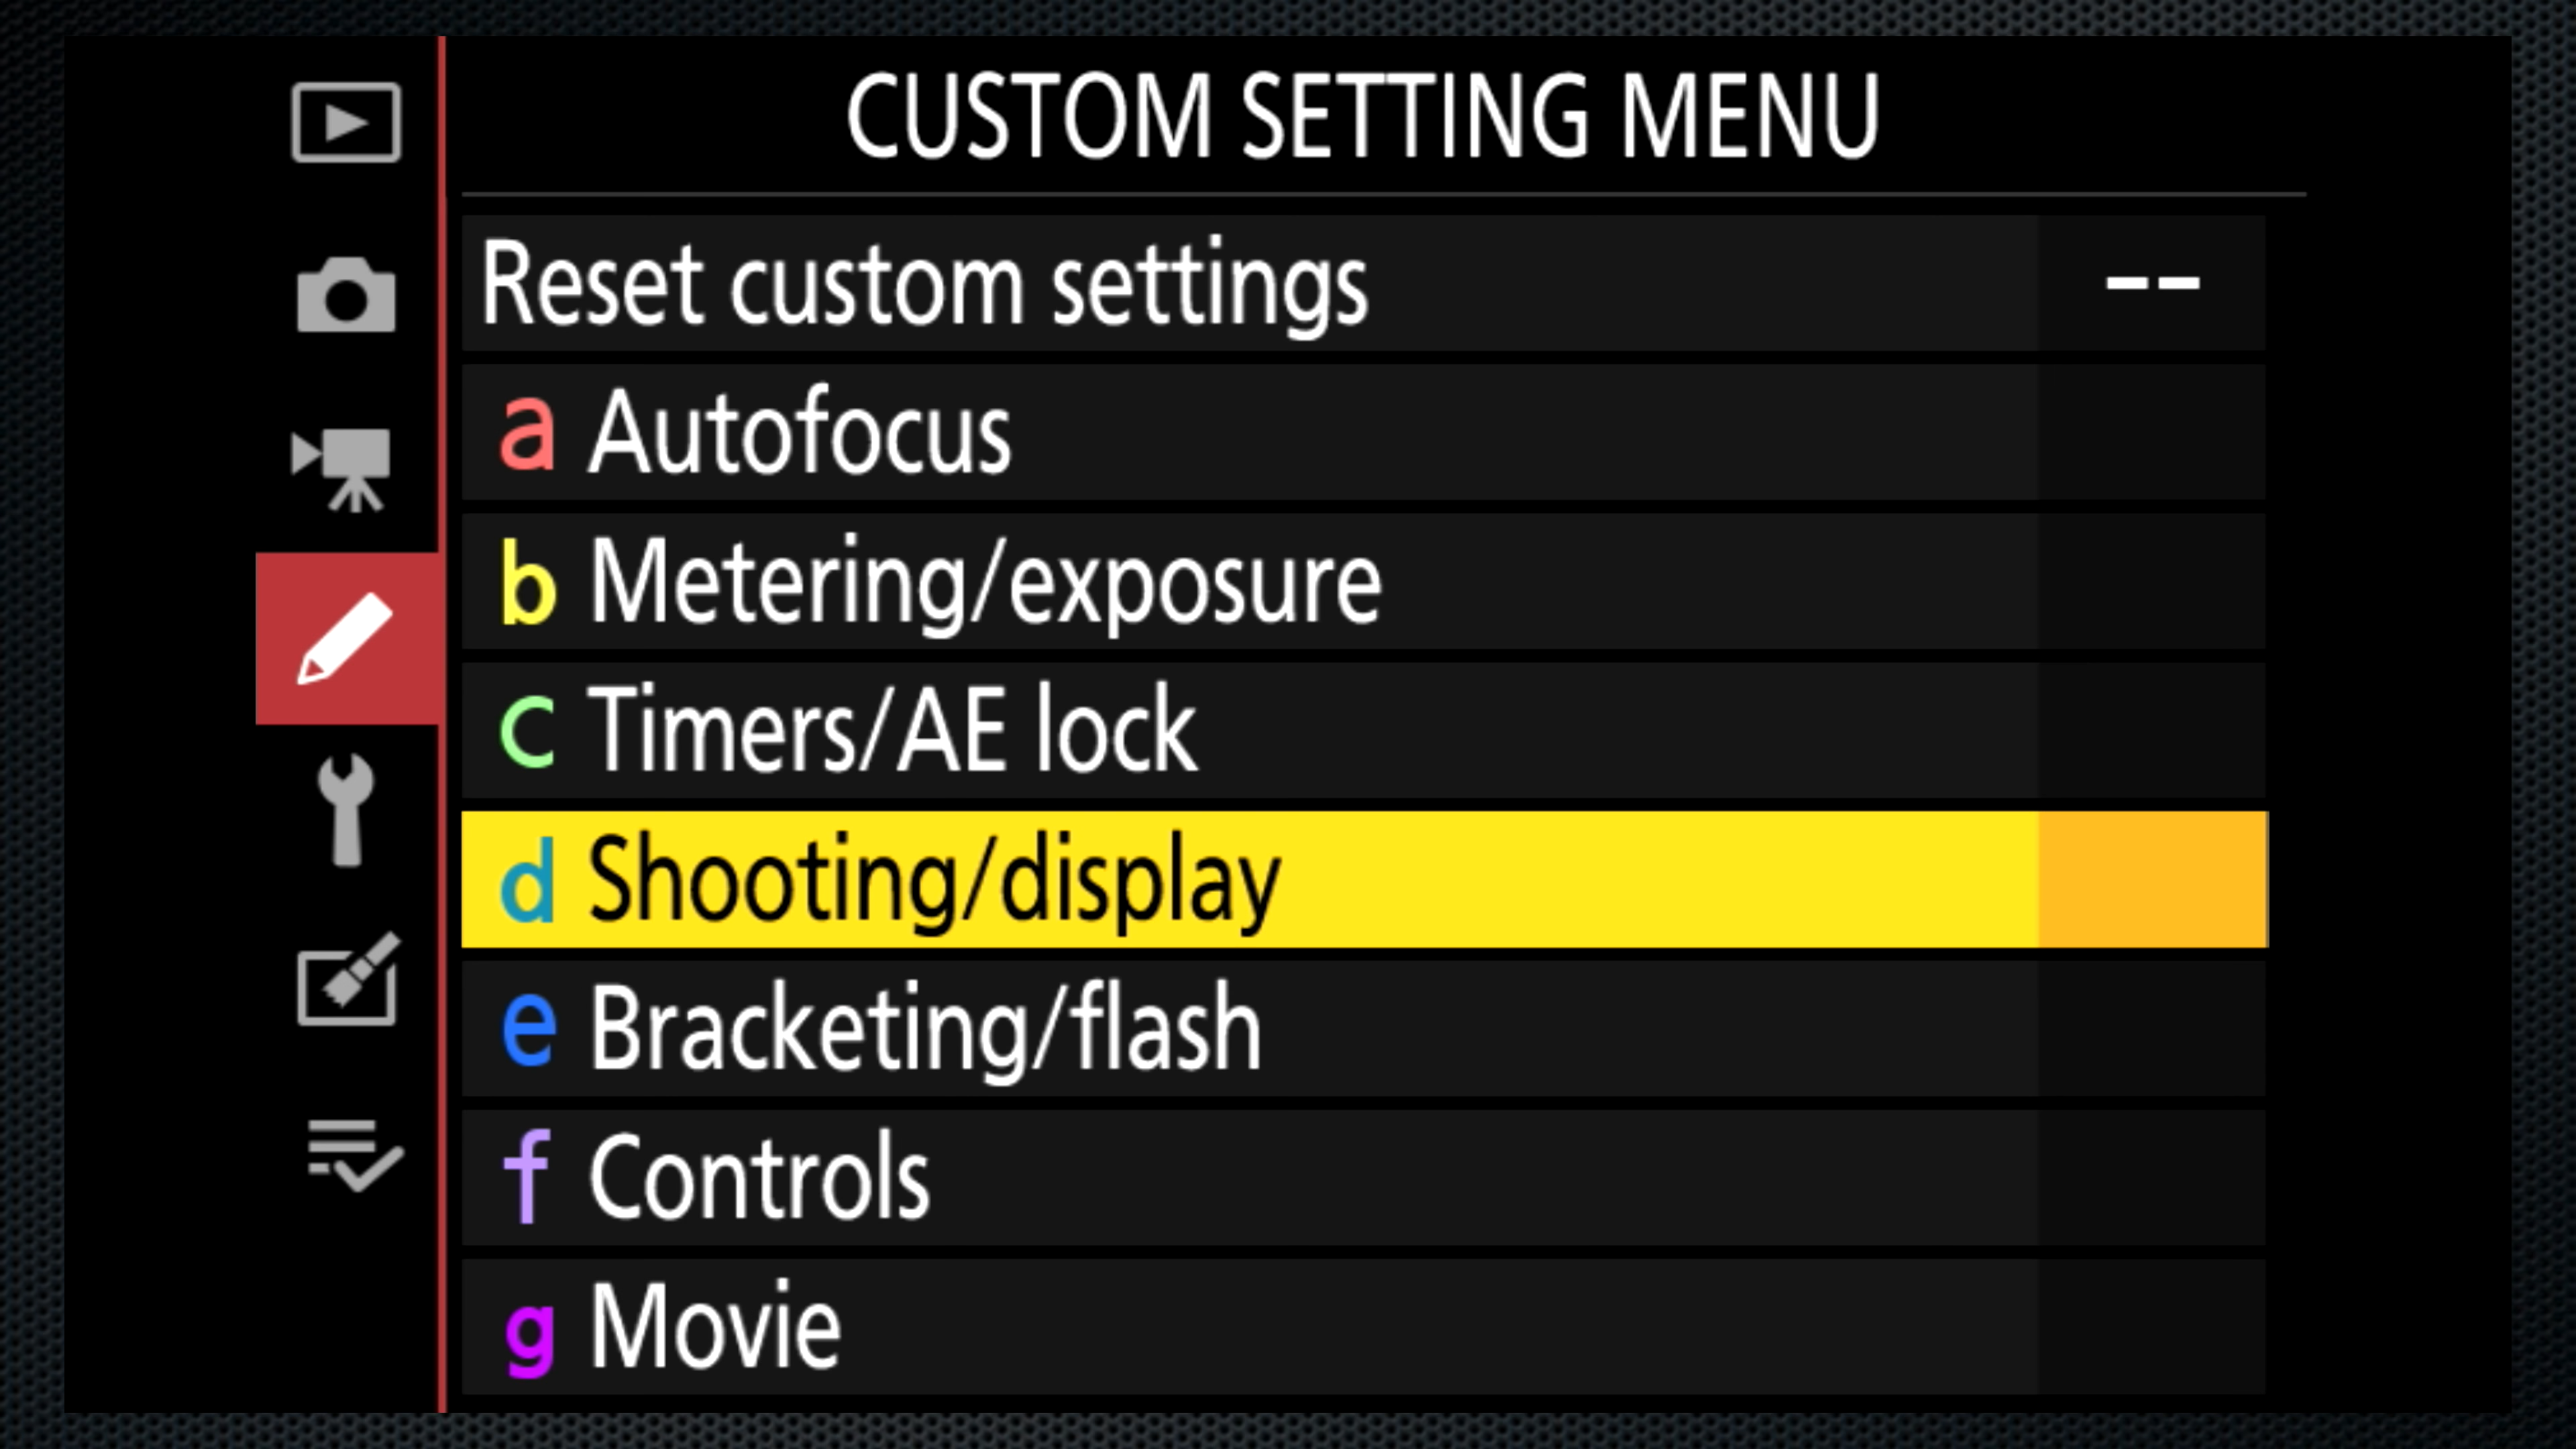 CUSTOM SETTING MENU
Reset custom settings --
a Autofocus
b Metering/exposure
c Timers/AE lock
d Shooting/display
e Bracketing/flash
f Controls
g Movie